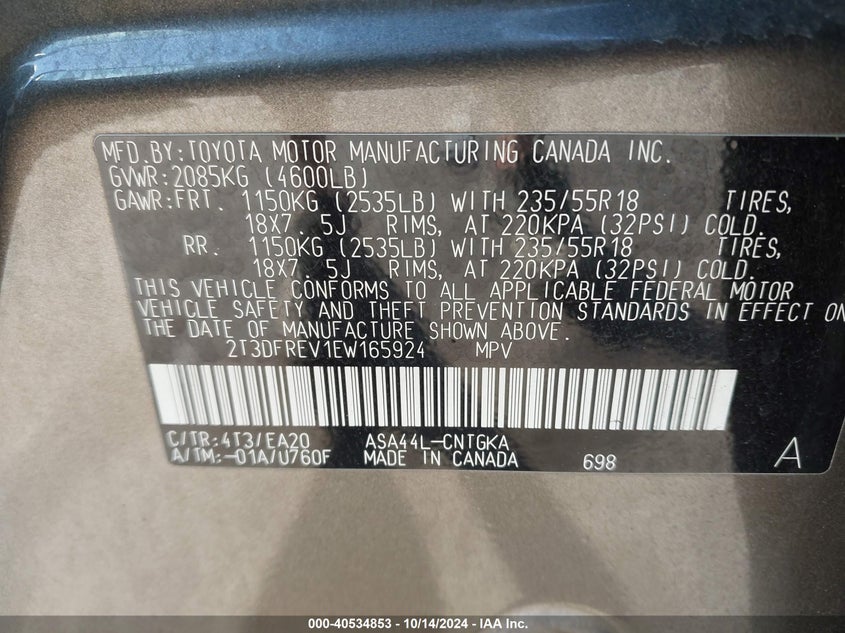 MFD.BY:TOYOTA MOTOR MANUFACTURING CANADA INC.
GVWR:2085KG (4600LB)
GAWR:FRT. 1150KG (2535LB) WITH 235/55R18 TIRES,
18X7. 5J RIMS, AT 220KPA (32PSI) COLD.
RR. 1150KG (2535LB) WITH 235/55R18 TIRES,
18X7. 5J RIMS, AT 220KPA (32PSI) COLD.
THIS VEHICLE CONFORMS TO ALL APPLICABLE FEDERAL MOTOR
VEHICLE SAFETY AND THEFT PREVENTION STANDARDS IN EFFECT ON
THE DATE OF MANUFACTURE SHOWN ABOVE.
2T3DFREV1EW165924 MPV
C/TR:4T3/EA20 ASA44L-CNTGKA
A/TM:-01A/U760F MADE IN CANADA 698 A
000-40534853 - 10/14/2024 - IAA Inc.